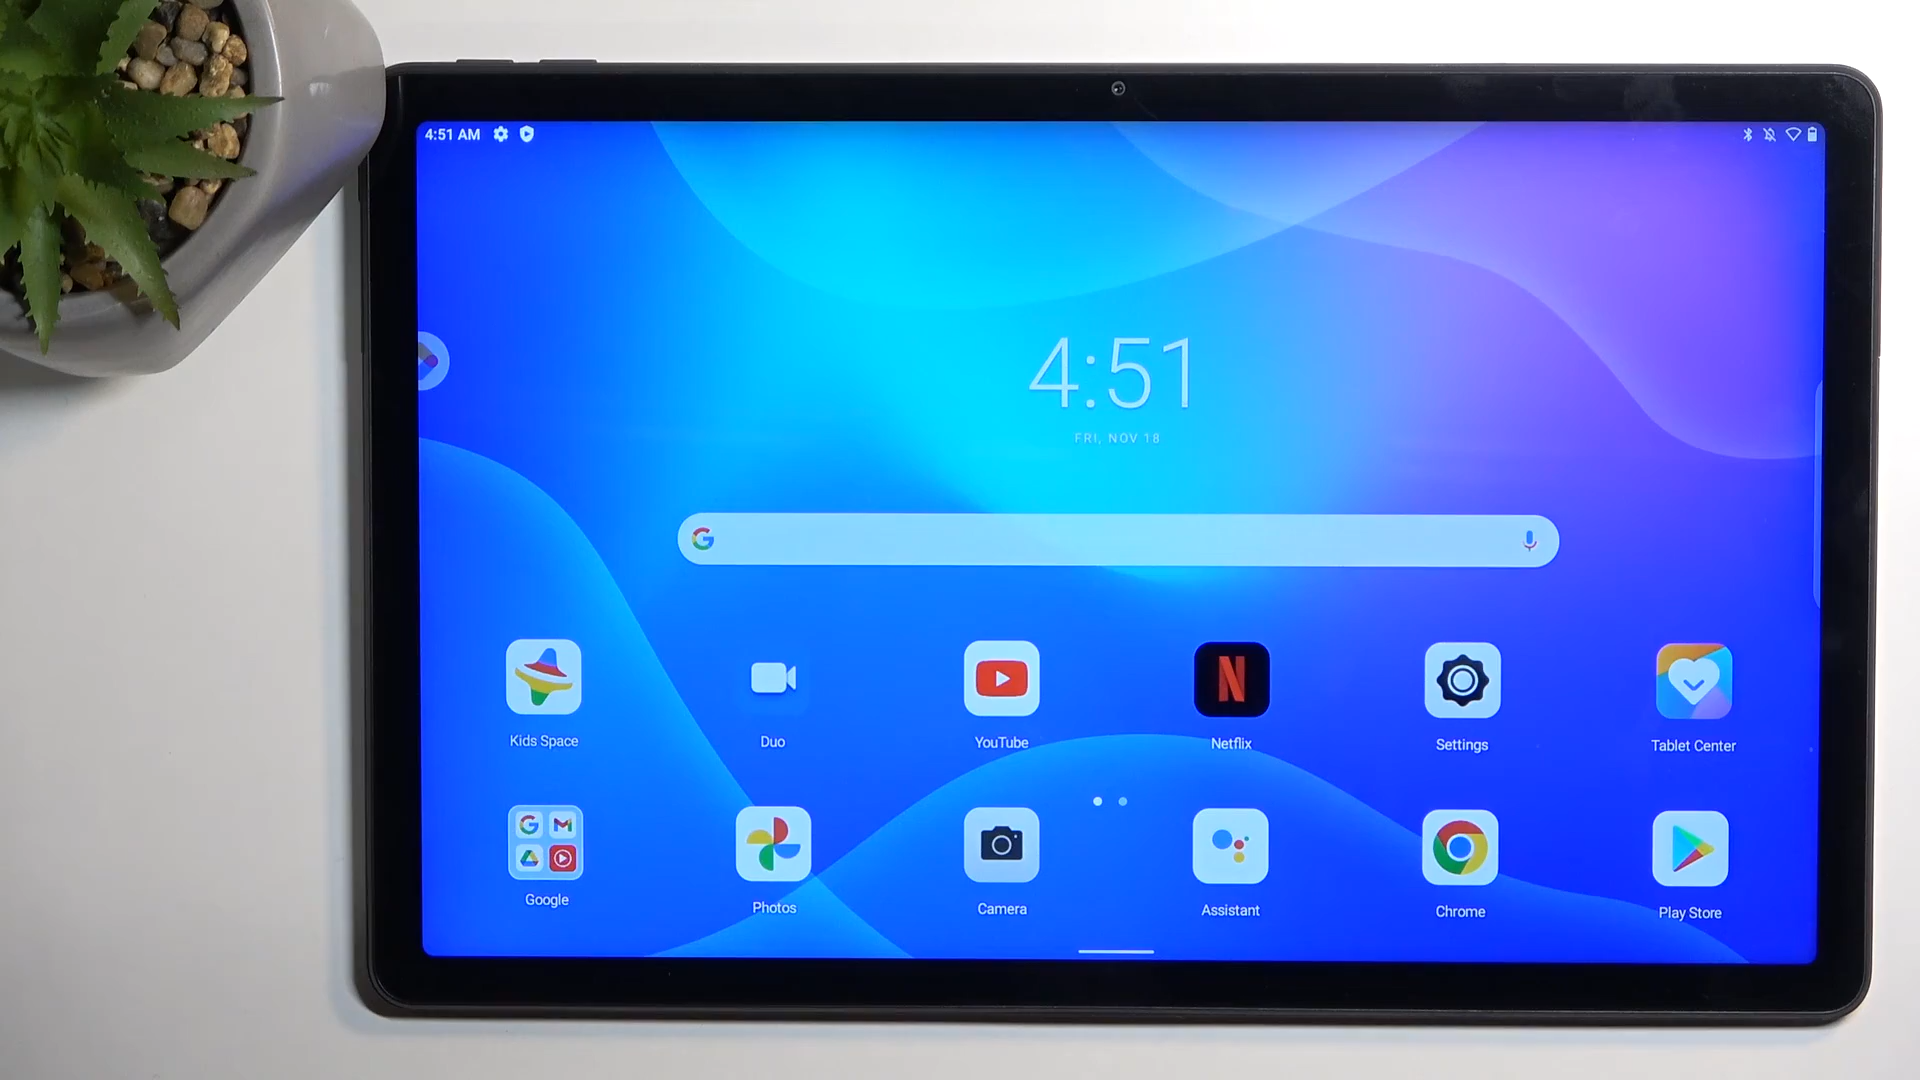 4:51 AM
4:51
FRI, NOV 18
Kids Space
Duo
YouTube
Netflix
Settings
Tablet Center
Google
Photos
Camera
Assistant
Chrome
Play Store